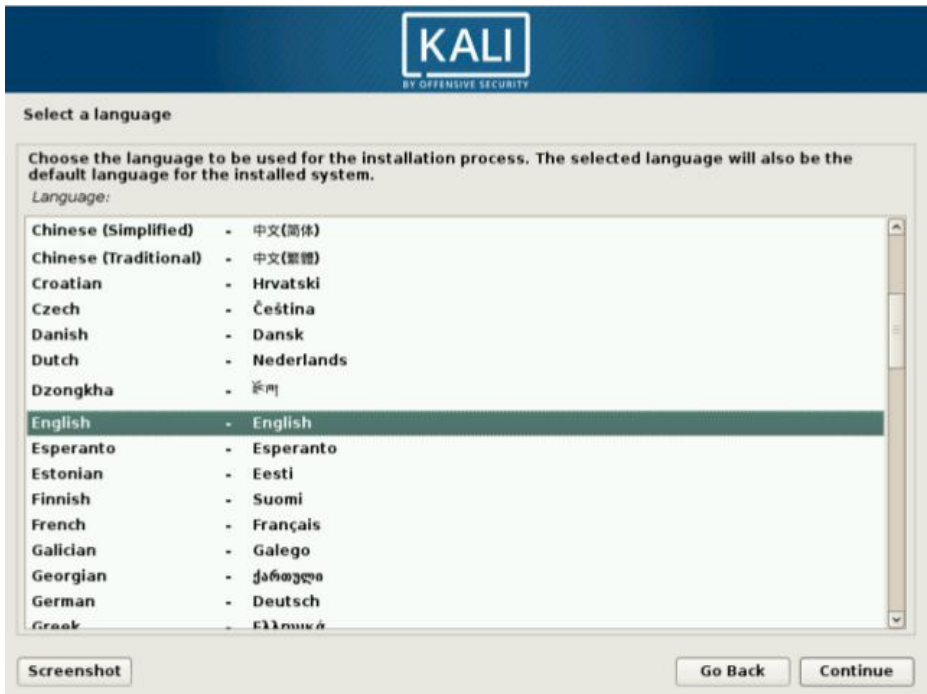 KALI
BY OFFENSIVE SECURITY
Select a language
Choose the language to be used for the installation process. The selected language will also be the
default language for the installed system.
Language:
Chinese (Simplified) - 中文(简体)
Chinese (Traditional) - 中文(繁體)
Croatian - Hrvatski
Czech - Čeština
Danish - Dansk
Dutch - Nederlands
Dzongkha - རྫོང་ཁ།
English - English
Esperanto - Esperanto
Estonian - Eesti
Finnish - Suomi
French - Français
Galician - Galego
Georgian - ქართული
German - Deutsch
Greek - Ελληνικά
Screenshot Go Back Continue